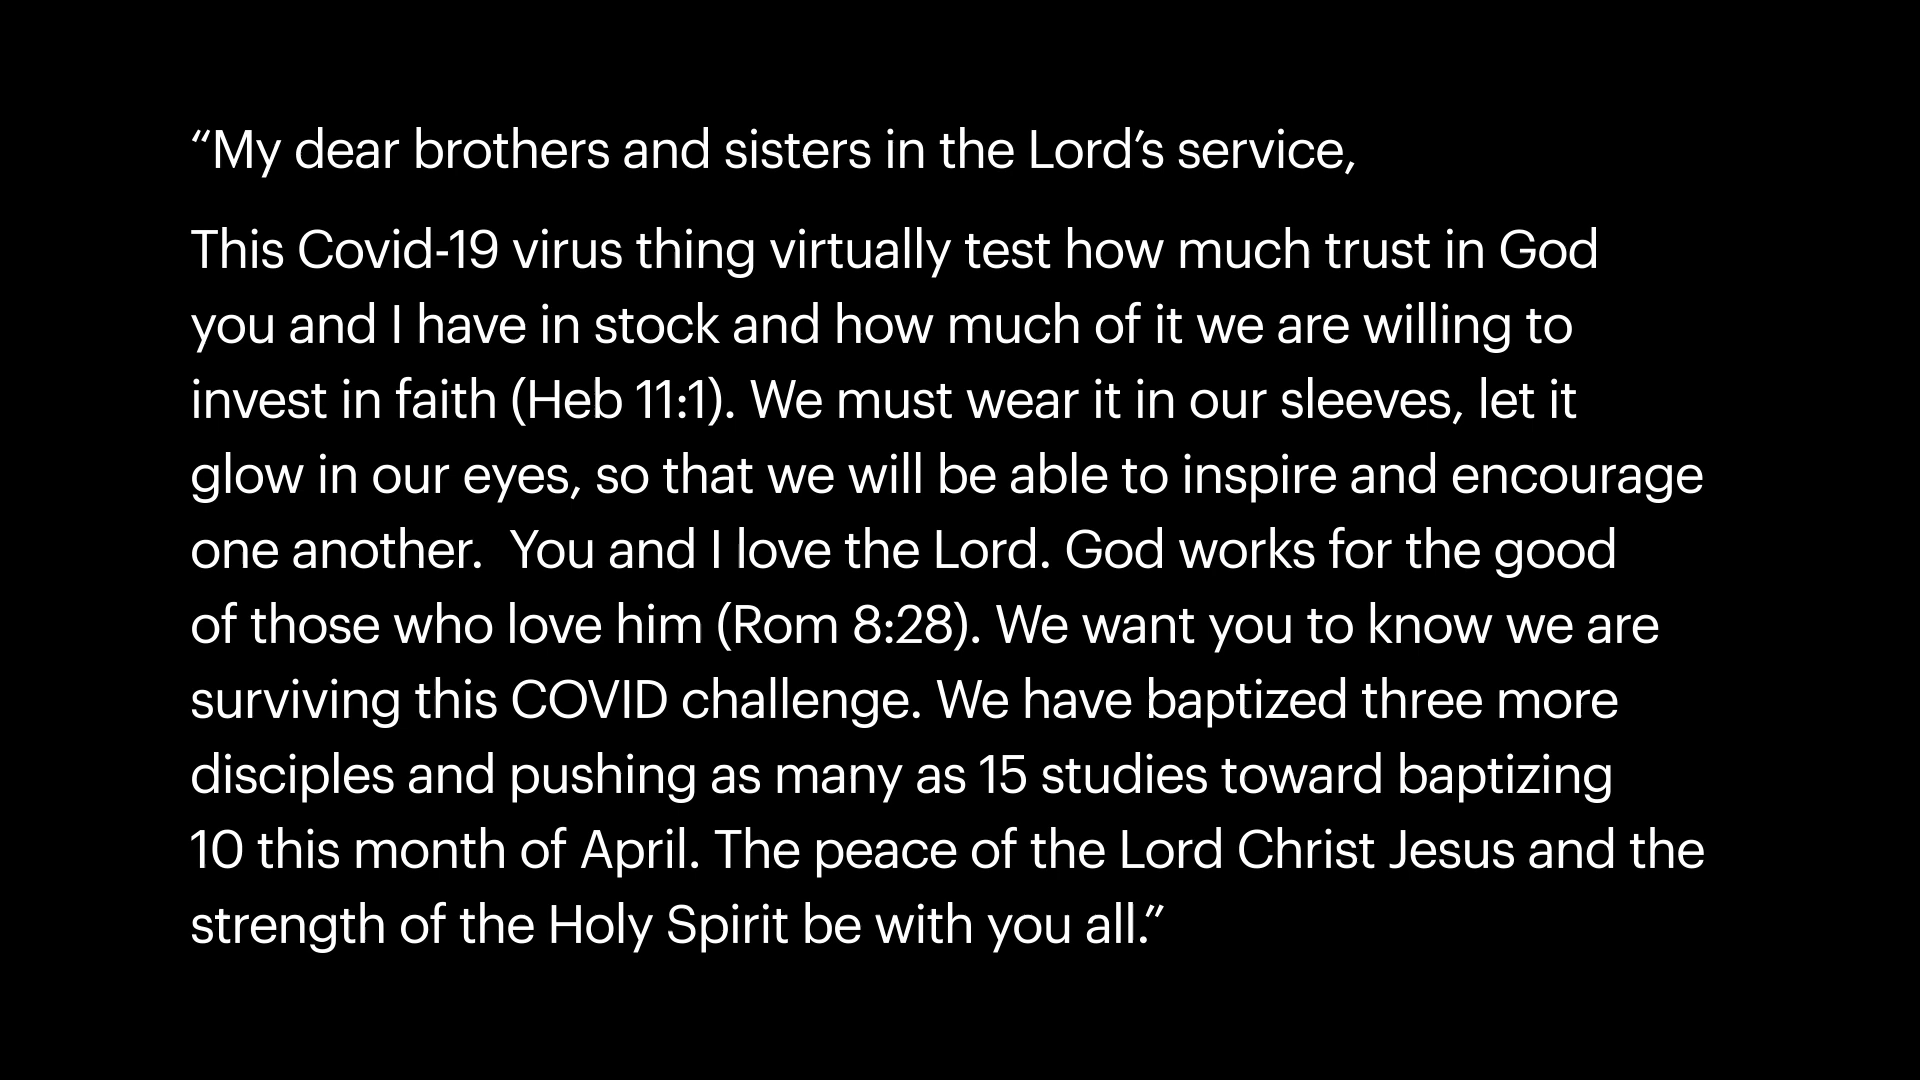 “My dear brothers and sisters in the Lord’s service,
This Covid-19 virus thing virtually test how much trust in God
you and I have in stock and how much of it we are willing to
invest in faith (Heb 11:1). We must wear it in our sleeves, let it
glow in our eyes, so that we will be able to inspire and encourage
one another.  You and I love the Lord. God works for the good
of those who love him (Rom 8:28). We want you to know we are
surviving this COVID challenge. We have baptized three more
disciples and pushing as many as 15 studies toward baptizing
10 this month of April. The peace of the Lord Christ Jesus and the
strength of the Holy Spirit be with you all.”